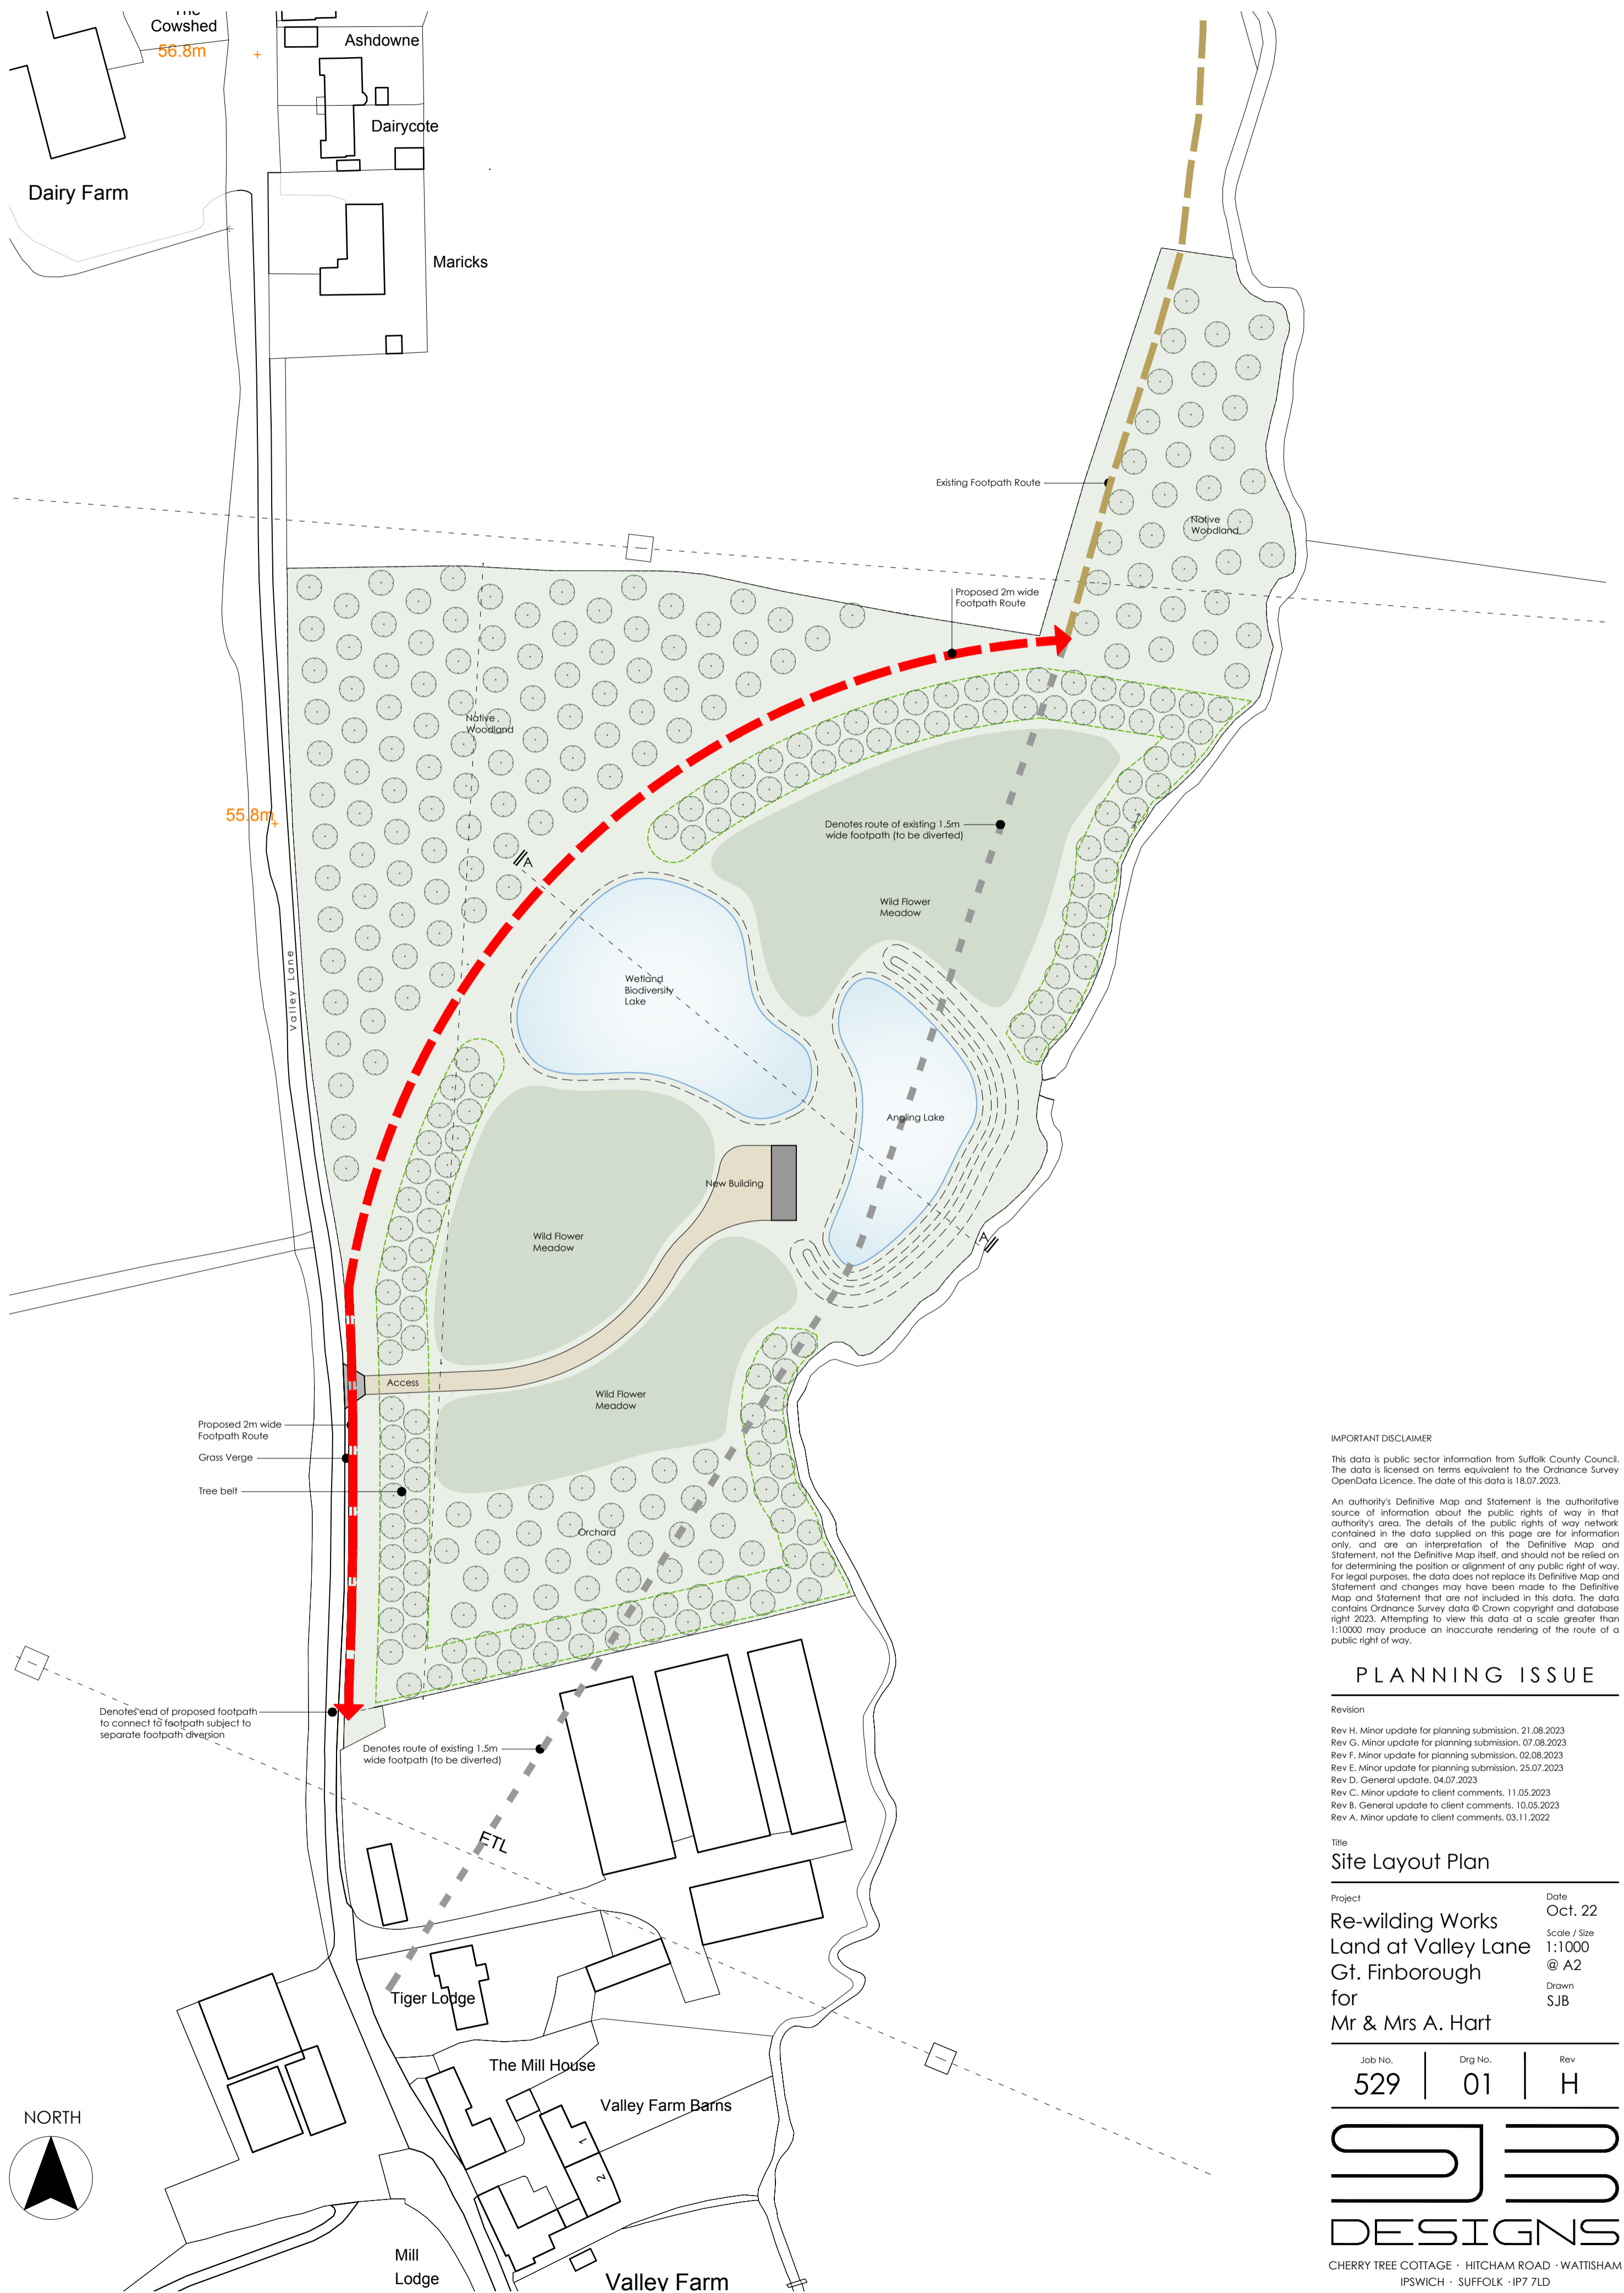 Cowshed
56.8m
Ashdowne
Dairycote
Dairy Farm
Maricks
Existing Footpath Route
Native
Woodland
Proposed 2m wide
Footpath Route
Native
Woodland
55.8m
Denotes route of existing 1.5m
wide footpath (to be diverted)
A
Wild Flower
Meadow
Valley Lane
Wetland
Biodiversity
Lake
Angling Lake
New Building
Wild Flower
Meadow
A
Access
Wild Flower
Meadow
Proposed 2m wide
Footpath Route
Grass Verge
Tree belt
Orchard
Denotes end of proposed footpath
to connect to footpath subject to
separate footpath diversion
Denotes route of existing 1.5m
wide footpath (to be diverted)
ETL
Tiger Lodge
The Mill House
Valley Farm Barns
1
2
Mill
Lodge
Valley Farm
NORTH
IMPORTANT DISCLAIMER
This data is public sector information from Suffolk County Council.
The data is licensed on terms equivalent to the Ordnance Survey
OpenData Licence. The date of this data is 18.07.2023.
An authority's Definitive Map and Statement is the authoritative
source of information about the public rights of way in that
authority's area. The details of the public rights of way network
contained in the data supplied on this page are for information
only, and are an interpretation of the Definitive Map and
Statement, not the Definitive Map itself, and should not be relied on
for determining the position or alignment of any public right of way.
For legal purposes, the data does not replace its Definitive Map and
Statement and changes may have been made to the Definitive
Map and Statement that are not included in this data. The data
contains Ordnance Survey data © Crown copyright and database
right 2023. Attempting to view this data at a scale greater than
1:10000 may produce an inaccurate rendering of the route of a
public right of way.
PLANNING ISSUE
Revision
Rev H. Minor update for planning submission. 21.08.2023
Rev G. Minor update for planning submission. 07.08.2023
Rev F. Minor update for planning submission. 02.08.2023
Rev E. Minor update for planning submission. 25.07.2023
Rev D. General update. 04.07.2023
Rev C. Minor update to client comments. 11.05.2023
Rev B. General update to client comments. 10.05.2023
Rev A. Minor update to client comments. 03.11.2022
Title
Site Layout Plan
Project
Re-wilding Works
Land at Valley Lane
Gt. Finborough
for
Mr & Mrs A. Hart
Date
Oct. 22
Scale / Size
1:1000
@ A2
Drawn
SJB
Job No. Drg No. Rev
529 01 H
SJB
DESIGNS
CHERRY TREE COTTAGE · HITCHAM ROAD · WATTISHAM
IPSWICH · SUFFOLK · IP7 7LD